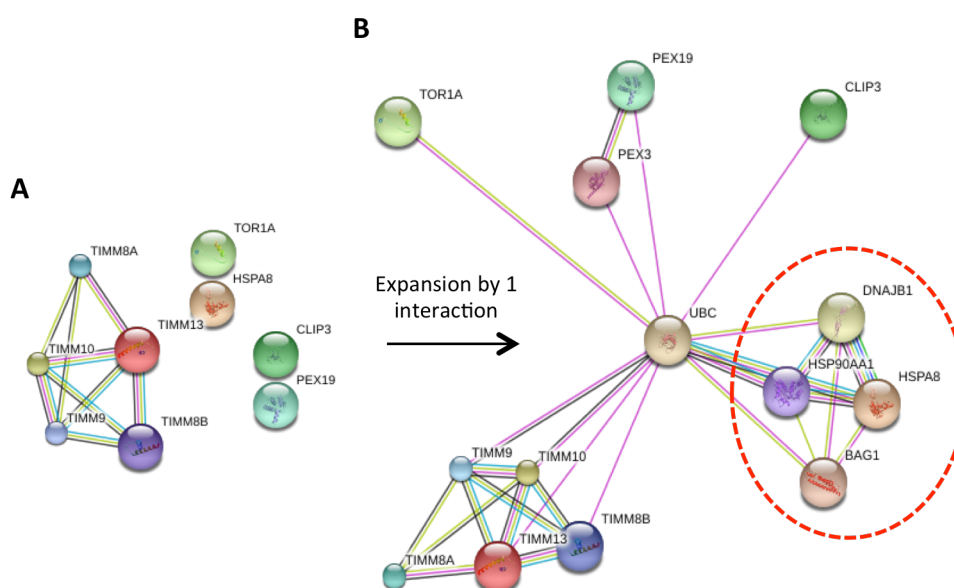 A
TIMM8A
TOR1A
HSPA8
TIMM13
TIMM10
CLIP3
PEX19
TIMM9
TIMM8B
Expansion by 1
interaction
B
PEX19
TOR1A
CLIP3
PEX3
UBC
DNAJB1
HSP90AA1
HSPA8
BAG1
TIMM9
TIMM10
TIMM8B
TIMM13
TIMM8A